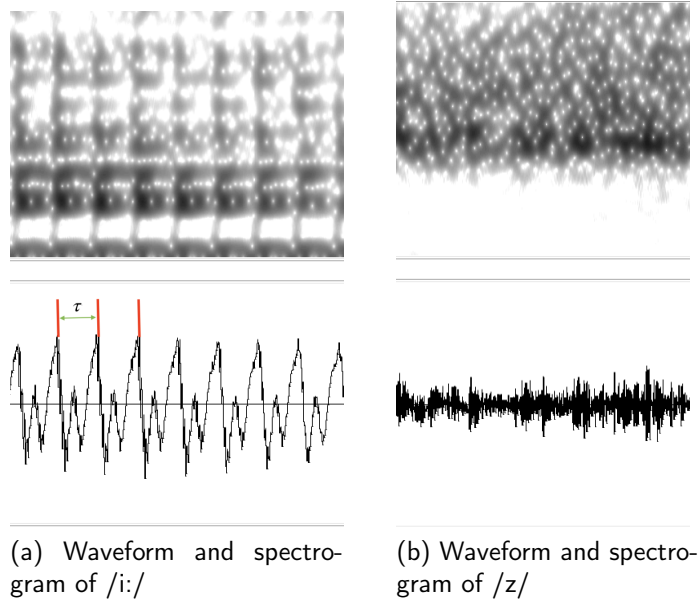 τ
(a) Waveform and spectro-
gram of /i:/
(b) Waveform and spectro-
gram of /z/